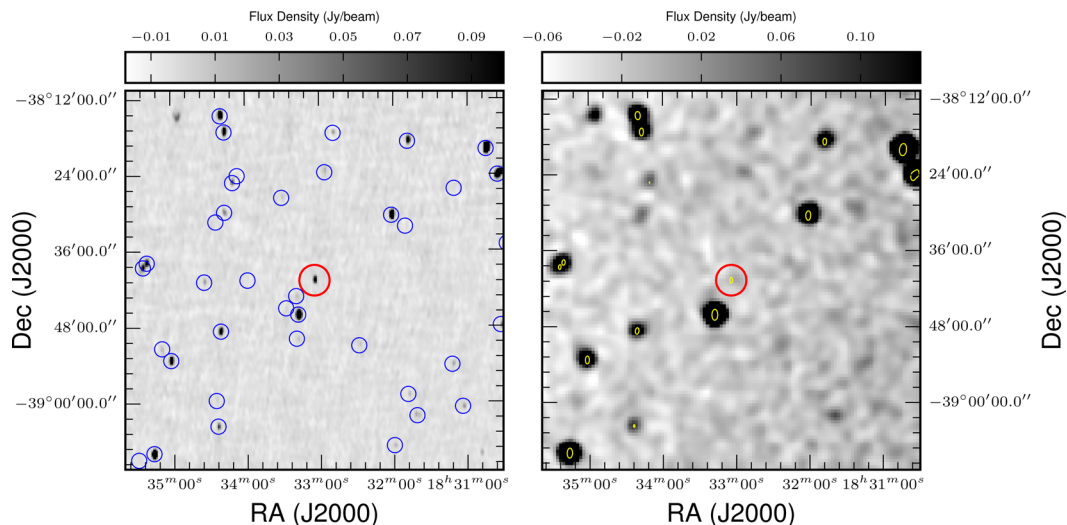 Flux Density (Jy/beam)
−0.01 0.01 0.03 0.05 0.07 0.09
−38°12′00.0″
24′00.0″
36′00.0″
48′00.0″
−39°00′00.0″
Dec (J2000)
35ᵐ00ˢ 34ᵐ00ˢ 33ᵐ00ˢ 32ᵐ00ˢ 18ʰ31ᵐ00ˢ
RA (J2000)
Flux Density (Jy/beam)
−0.06 −0.02 0.02 0.06 0.10
−38°12′00.0″
24′00.0″
36′00.0″
48′00.0″
−39°00′00.0″
Dec (J2000)
35ᵐ00ˢ 34ᵐ00ˢ 33ᵐ00ˢ 32ᵐ00ˢ 18ʰ31ᵐ00ˢ
RA (J2000)